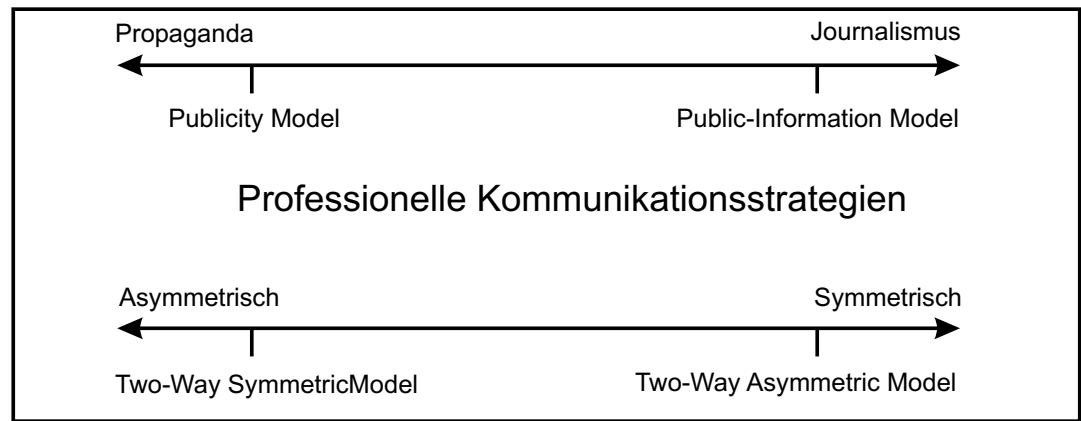 Propaganda Journalismus
Publicity Model Public-Information Model
Professionelle Kommunikationsstrategien
Asymmetrisch Symmetrisch
Two-Way SymmetricModel Two-Way Asymmetric Model